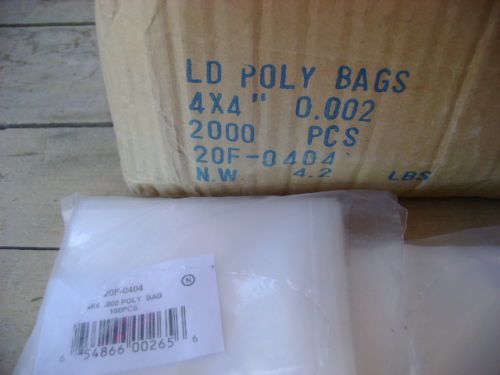 LD POLY BAGS
4X4" 0.002
2000 PCS
20F-0404
N.W. 4.2 LBS
20F-0404
N
4X4 .002 POLY. BAG
100PCS
6 54866 00265 6